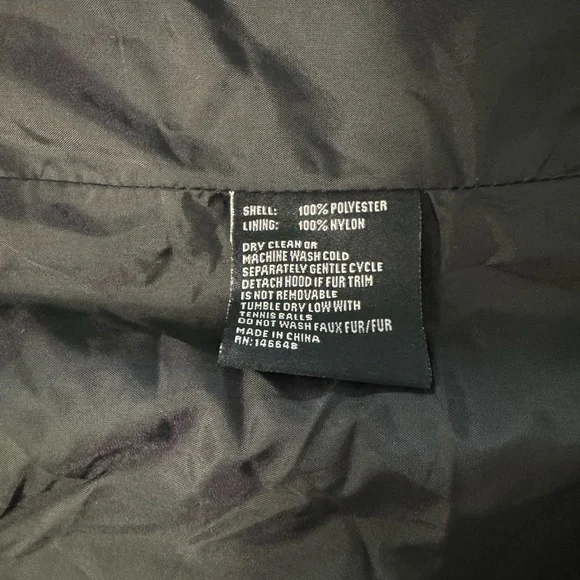 SHELL: 100% POLYESTER
LINING: 100% NYLON
DRY CLEAN OR
MACHINE WASH COLD
SEPARATELY GENTLE CYCLE
DETACH HOOD IF FUR TRIM
IS NOT REMOVABLE
TUMBLE DRY LOW WITH
TENNIS BALLS
DO NOT WASH FAUX FUR/FUR
MADE IN CHINA
RN:146648